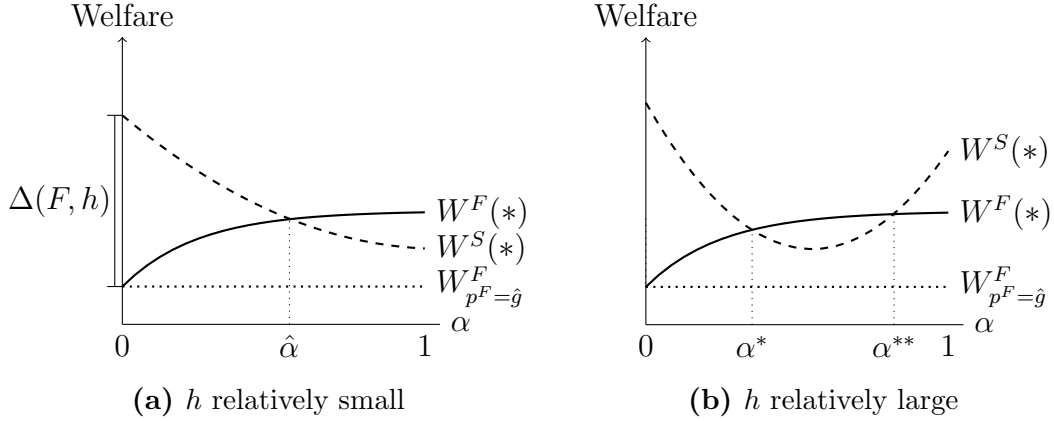 Welfare
Δ(F, h)
W^F(*)
W^S(*)
W^F_{p^F=ĝ}
α
0
α̂
1
(a) h relatively small
Welfare
W^S(*)
W^F(*)
W^F_{p^F=ĝ}
α
0
α*
α**
1
(b) h relatively large